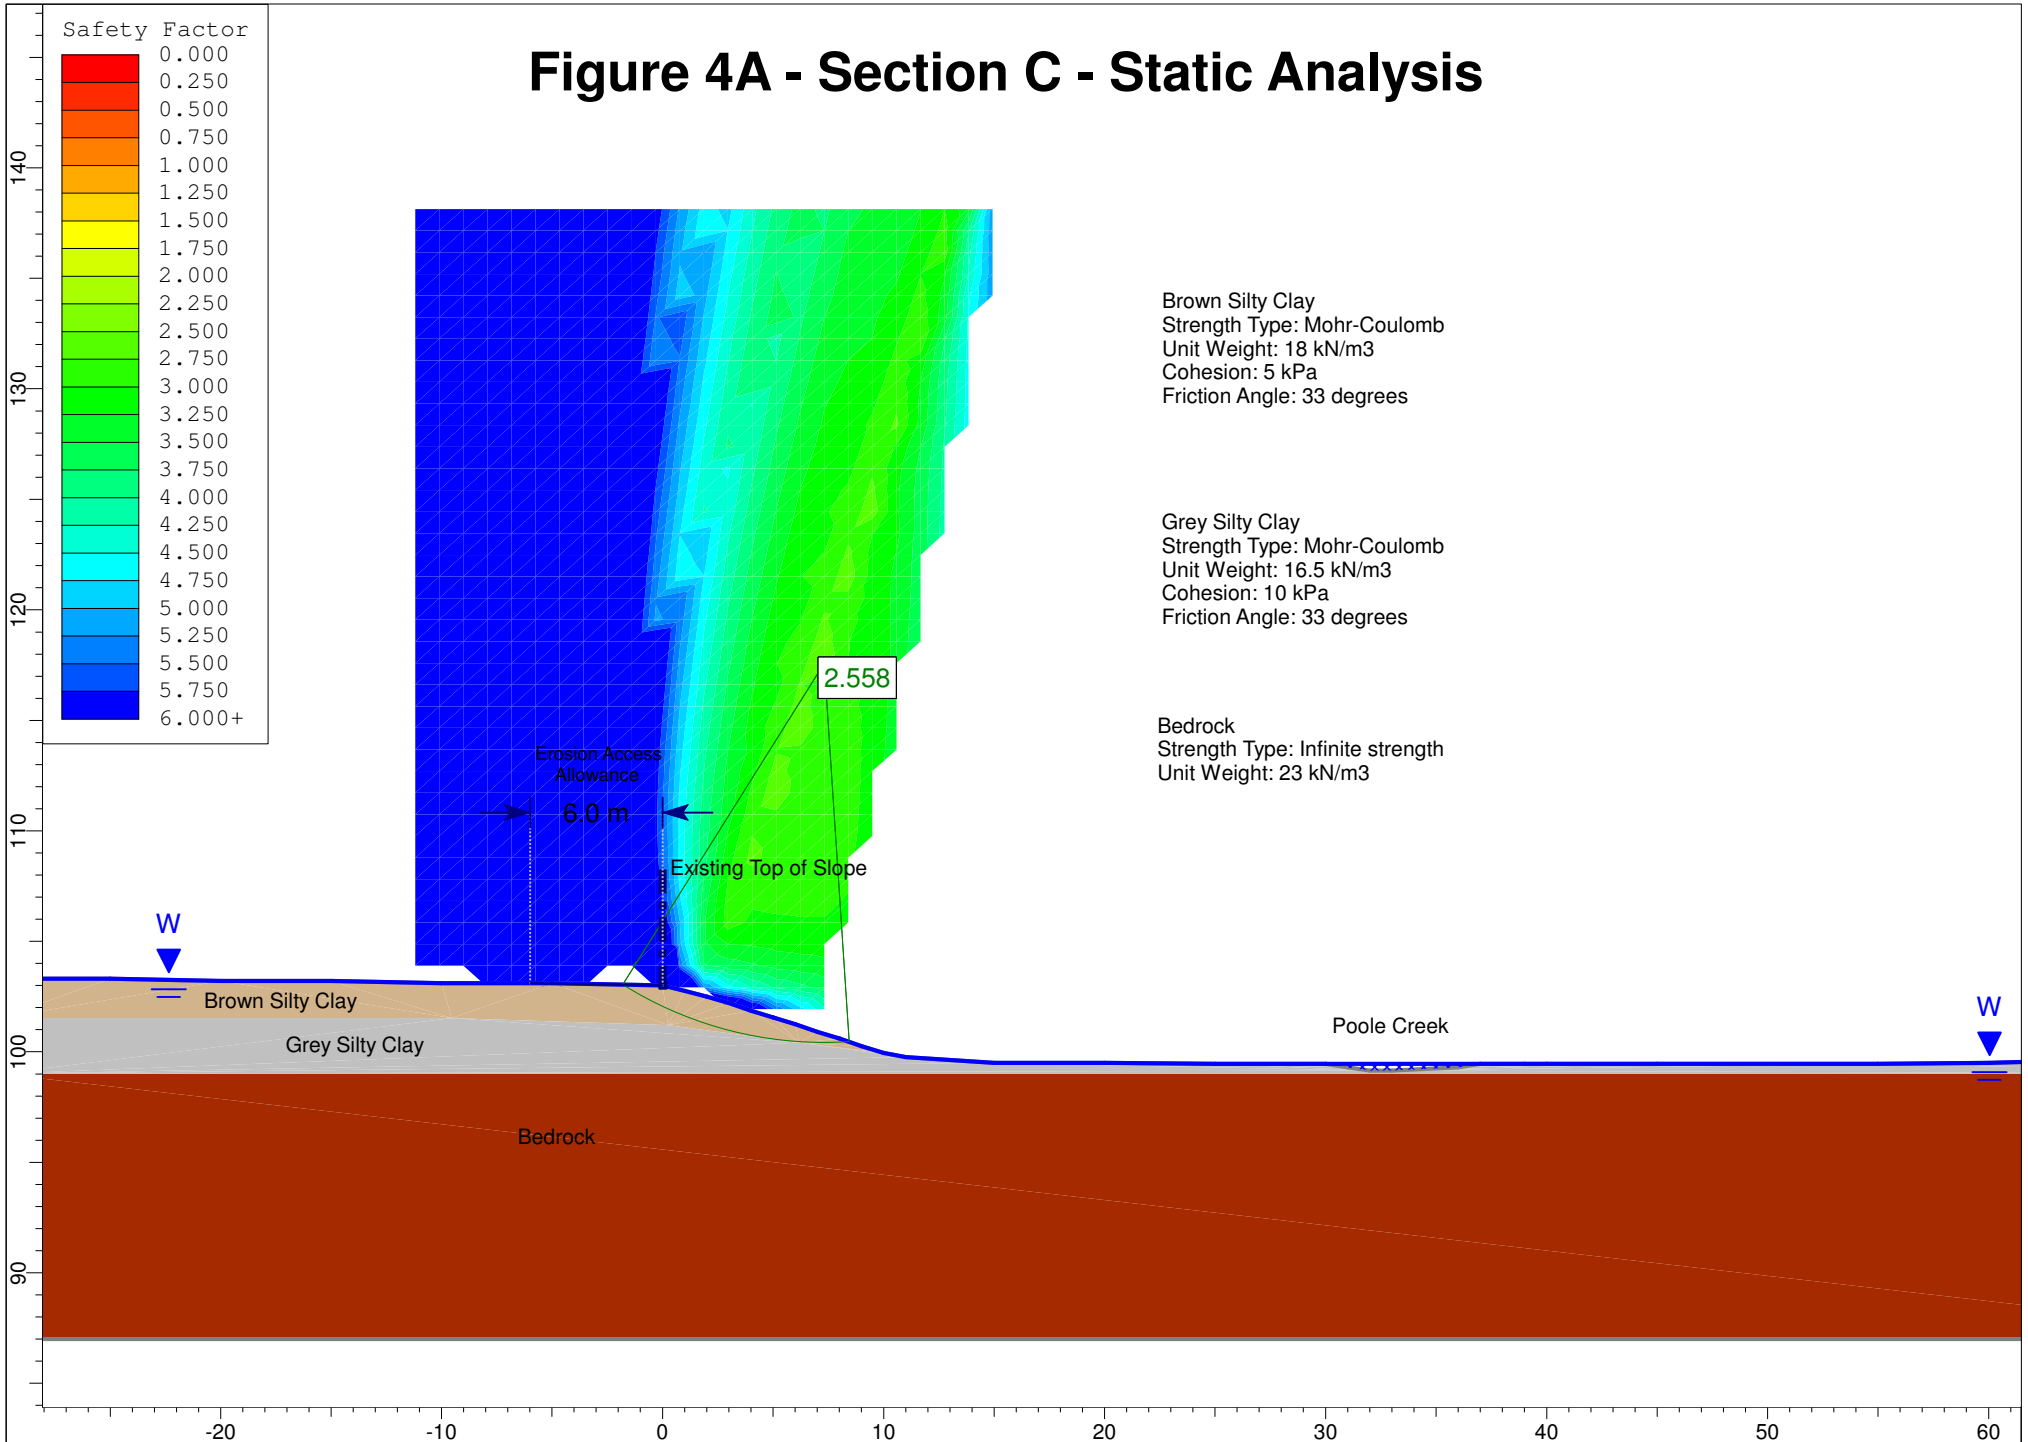 Safety Factor
0.000
0.250
0.500
0.750
1.000
1.250
1.500
1.750
2.000
2.250
2.500
2.750
3.000
3.250
3.500
3.750
4.000
4.250
4.500
4.750
5.000
5.250
5.500
5.750
6.000+
Figure 4A - Section C - Static Analysis
Brown Silty Clay
Strength Type: Mohr-Coulomb
Unit Weight: 18 kN/m3
Cohesion: 5 kPa
Friction Angle: 33 degrees
Grey Silty Clay
Strength Type: Mohr-Coulomb
Unit Weight: 16.5 kN/m3
Cohesion: 10 kPa
Friction Angle: 33 degrees
Bedrock
Strength Type: Infinite strength
Unit Weight: 23 kN/m3
2.558
Erosion Access
Allowance
6.0 m
Existing Top of Slope
W
Brown Silty Clay
Grey Silty Clay
Bedrock
Poole Creek
W
140
130
120
110
100
90
-20 -10 0 10 20 30 40 50 60